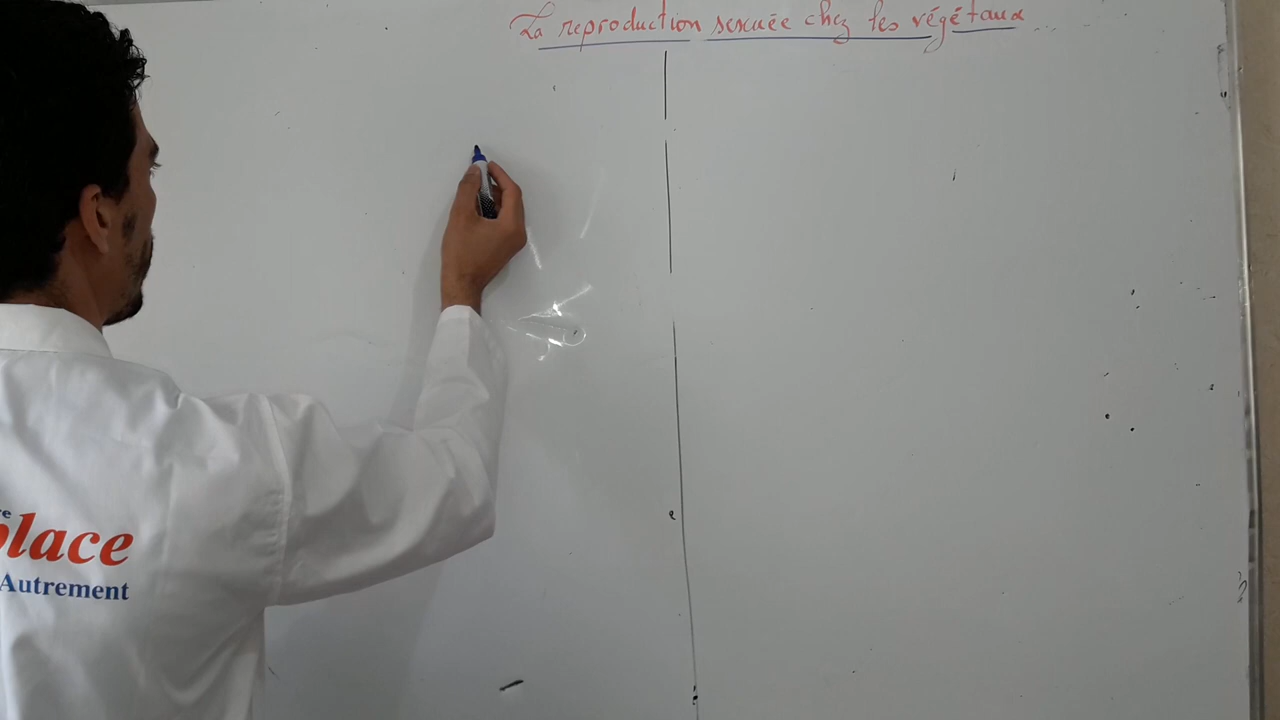 La reproduction sexuée chez les végétaux ...
place
Autrement